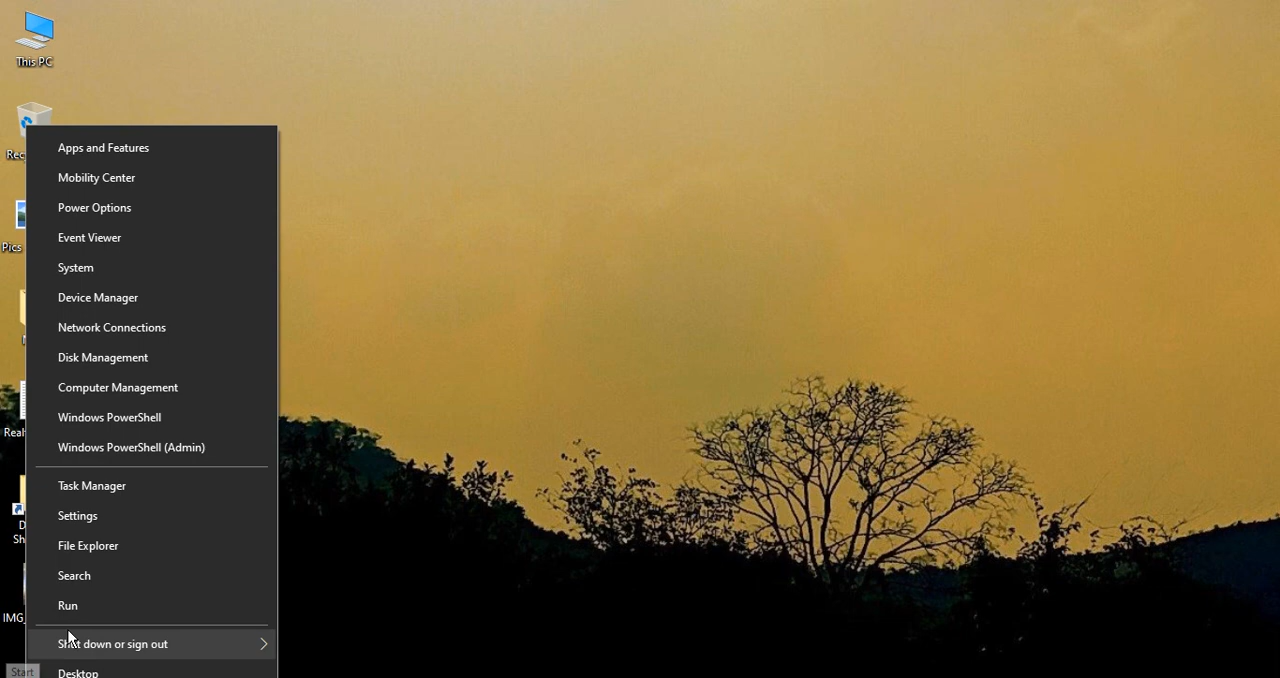 This PC
Apps and Features
Mobility Center
Power Options
Pics
Event Viewer
System
Device Manager
Network Connections
Disk Management
Computer Management
Windows PowerShell
Windows PowerShell (Admin)
Task Manager
Settings
File Explorer
Search
Run
Shut down or sign out
Desktop
Start